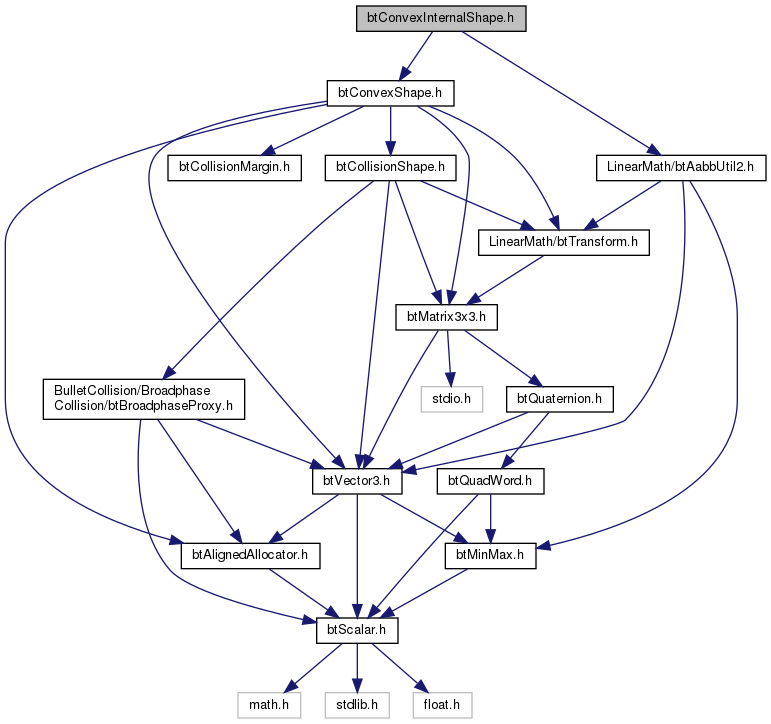 btConvexInternalShape.h
btConvexShape.h
btCollisionMargin.h
btCollisionShape.h
LinearMath/btAabbUtil2.h
LinearMath/btTransform.h
btMatrix3x3.h
BulletCollision/Broadphase
Collision/btBroadphaseProxy.h
stdio.h
btQuaternion.h
btVector3.h
btQuadWord.h
btAlignedAllocator.h
btMinMax.h
btScalar.h
math.h
stdlib.h
float.h